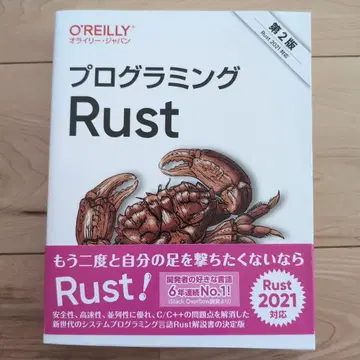 O'REILLY®
オライリー・ジャパン
第2版
Rust 2021 対応
プログラミング
Rust
もう二度と自分の足を撃ちたくないなら
Rust!
開発者の好きな言語
6年連続No.1!
(Stack Overflow調査より)
Rust
2021
対応
安全性、高速性、並列性に優れ、C/C++の問題点を解消した
新世代のシステムプログラミング言語Rust解説書の決定版